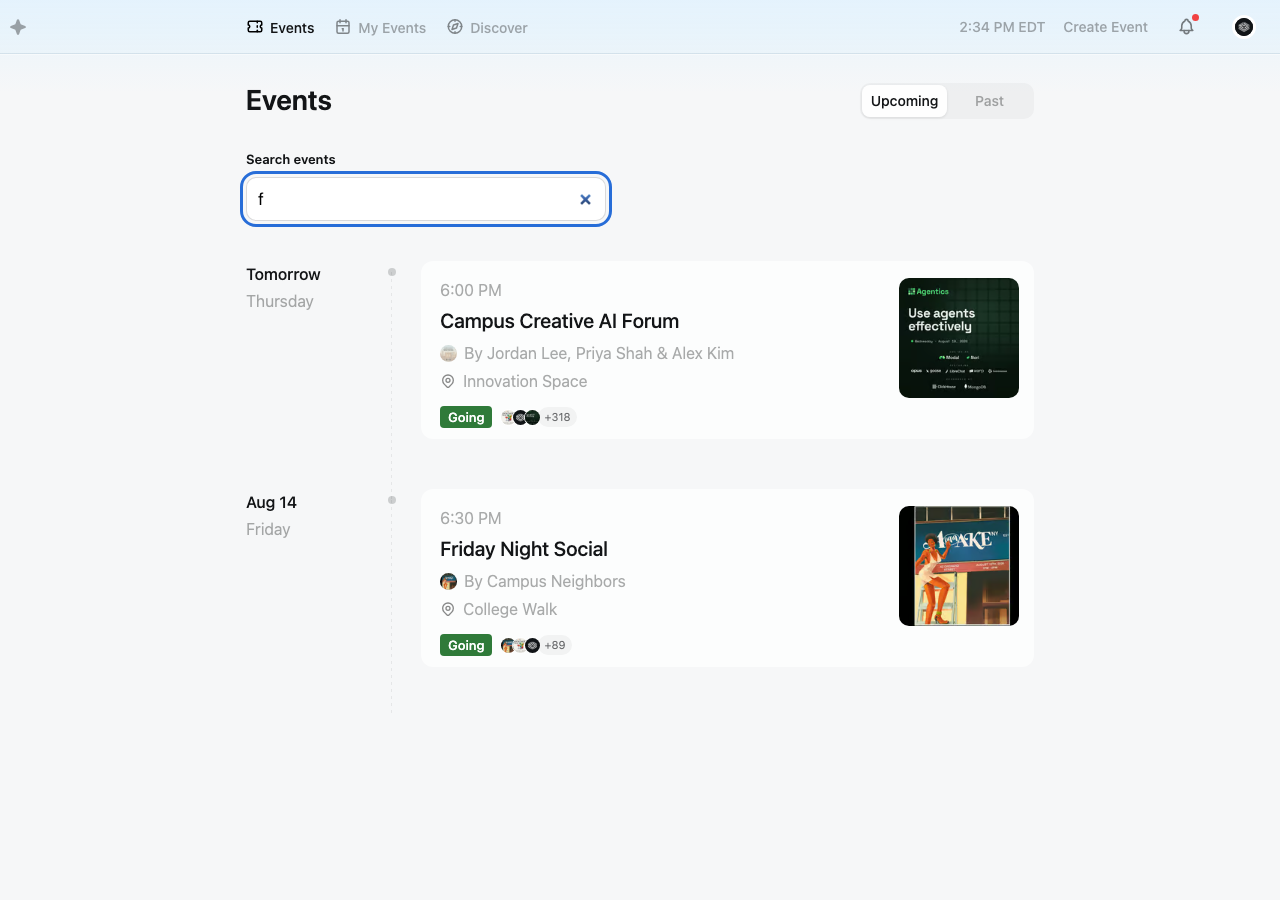 Events
My Events
Discover
2:34 PM EDT
Create Event
Events
Upcoming
Past
Search events
f
Tomorrow
Thursday
6:00 PM
Campus Creative AI Forum
By Jordan Lee, Priya Shah & Alex Kim
Innovation Space
Going
+318
Agentics
Use agents
effectively
Aug 14
Friday
6:30 PM
Friday Night Social
By Campus Neighbors
College Walk
Going
+89